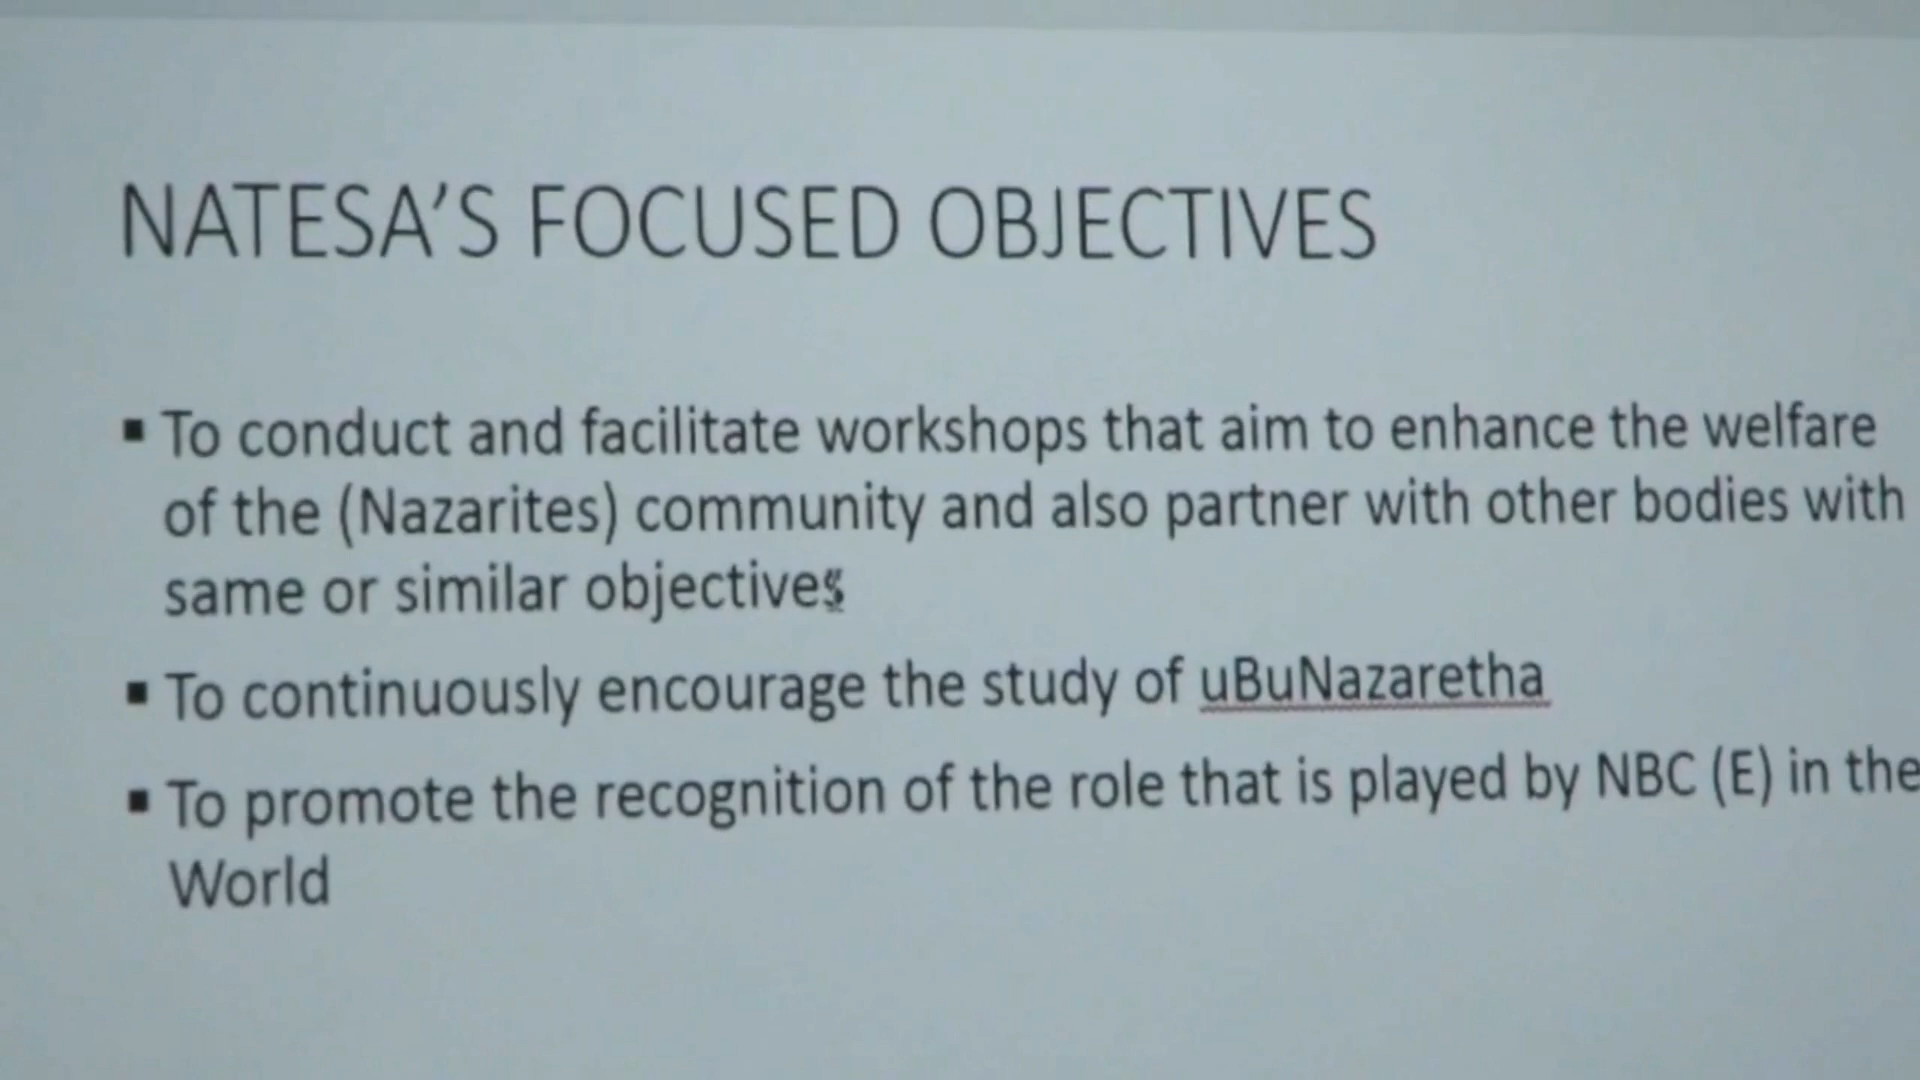 NATESA'S FOCUSED OBJECTIVES
▪ To conduct and facilitate workshops that aim to enhance the welfare
of the (Nazarites) community and also partner with other bodies with
same or similar objectives
▪ To continuously encourage the study of uBuNazaretha
▪ To promote the recognition of the role that is played by NBC (E) in the
World